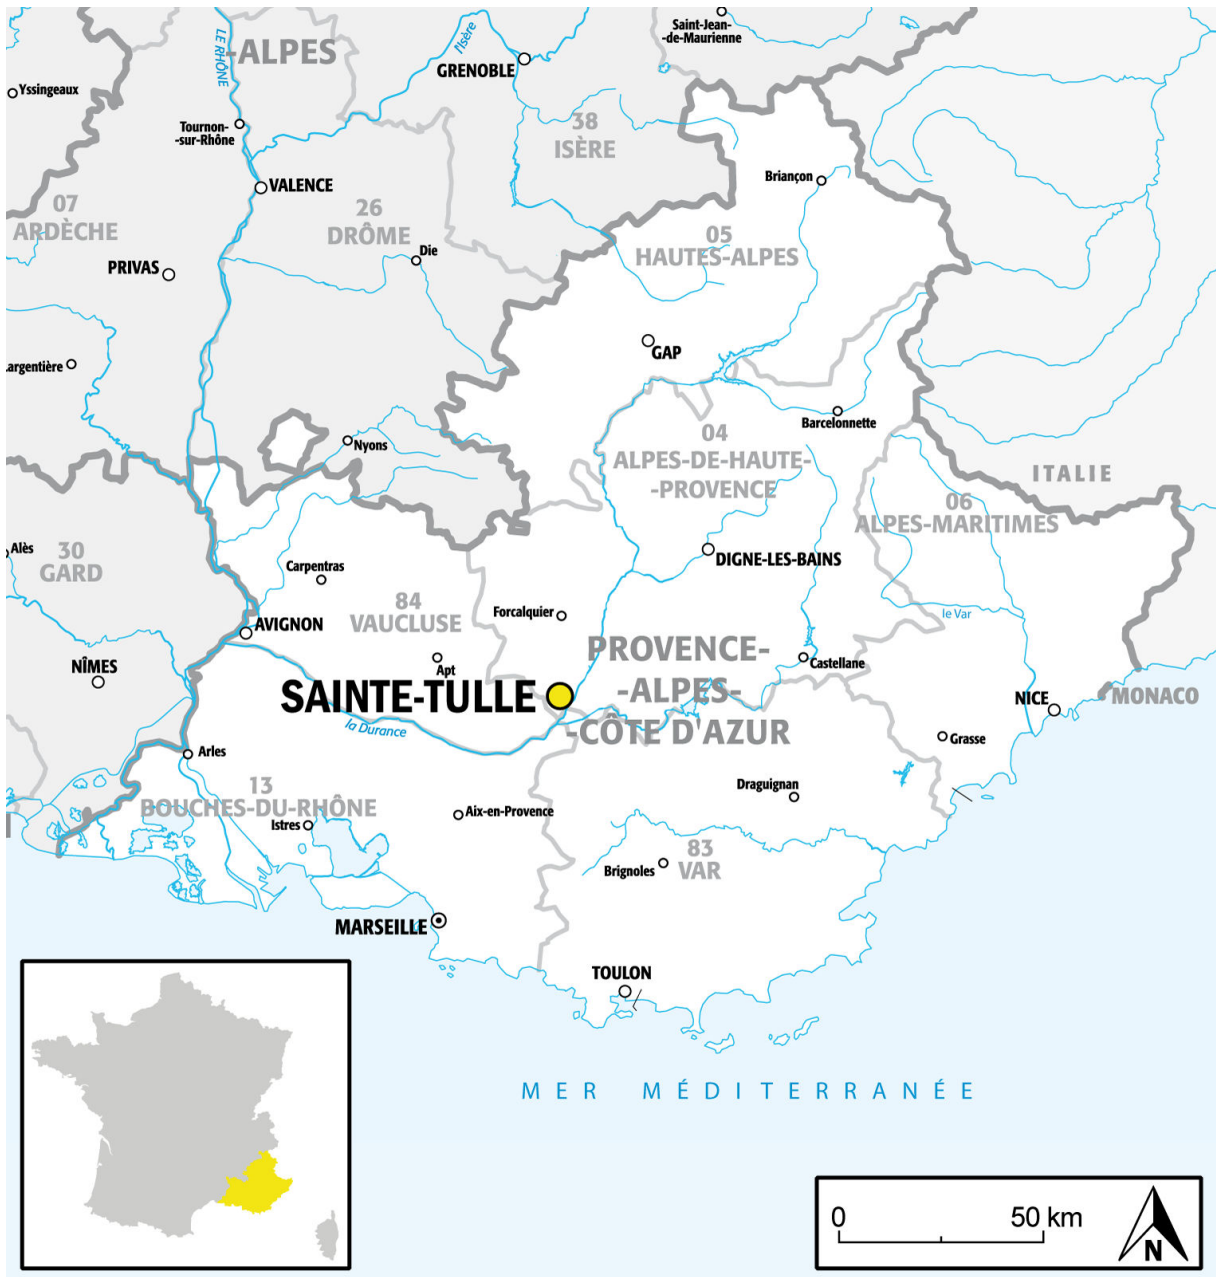 Saint-Jean-
-de-Maurienne
l'Isère
LE RHÔNE
-ALPES
GRENOBLE
Yssingeaux
Tournon-
-sur-Rhône
38
ISÈRE
Briançon
VALENCE
07
ARDÈCHE
26
DRÔME
05
HAUTES-ALPES
Die
PRIVAS
GAP
argentière
Barcelonnette
04
ALPES-DE-HAUTE-
-PROVENCE
Nyons
ITALIE
06
ALPES-MARITIMES
Alès
30
GARD
DIGNE-LES-BAINS
Carpentras
84
VAUCLUSE
Forcalquier
le Var
AVIGNON
PROVENCE-
-ALPES-
-CÔTE D'AZUR
NÎMES
Apt
Castellane
SAINTE-TULLE
NICE
MONACO
la Durance
Grasse
Arles
13
BOUCHES-DU-RHÔNE
Draguignan
Istres
Aix-en-Provence
83
VAR
Brignoles
MARSEILLE
TOULON
MER MÉDITERRANÉE
0
50 km
N